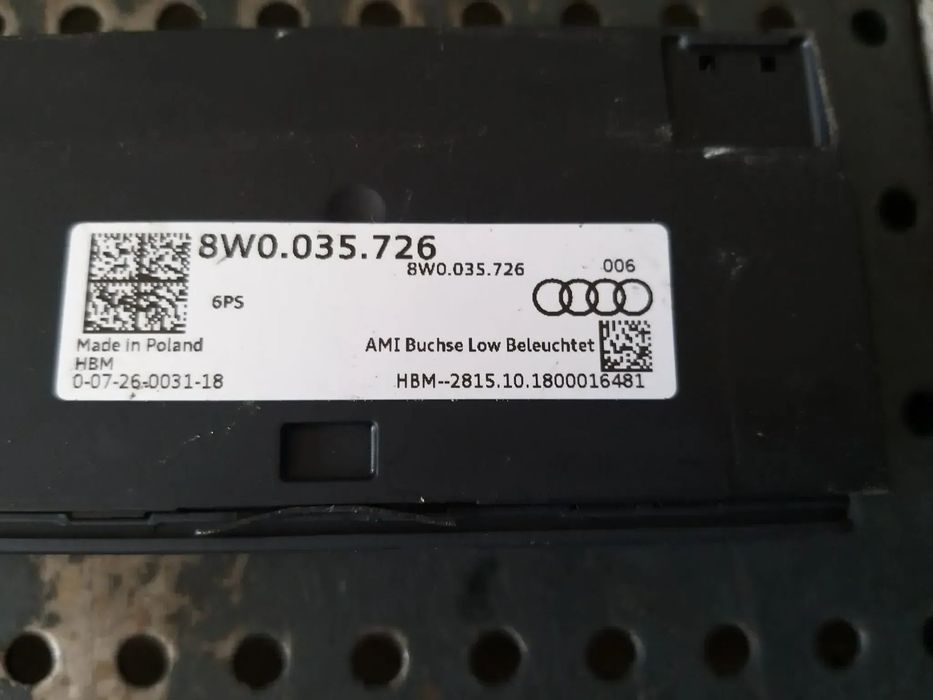 8W0.035.726
8W0.035.726
006
6PS
Made in Poland
AMI Buchse Low Beleuchtet
HBM
0-07-26-0031-18
HBM--2815.10.1800016481